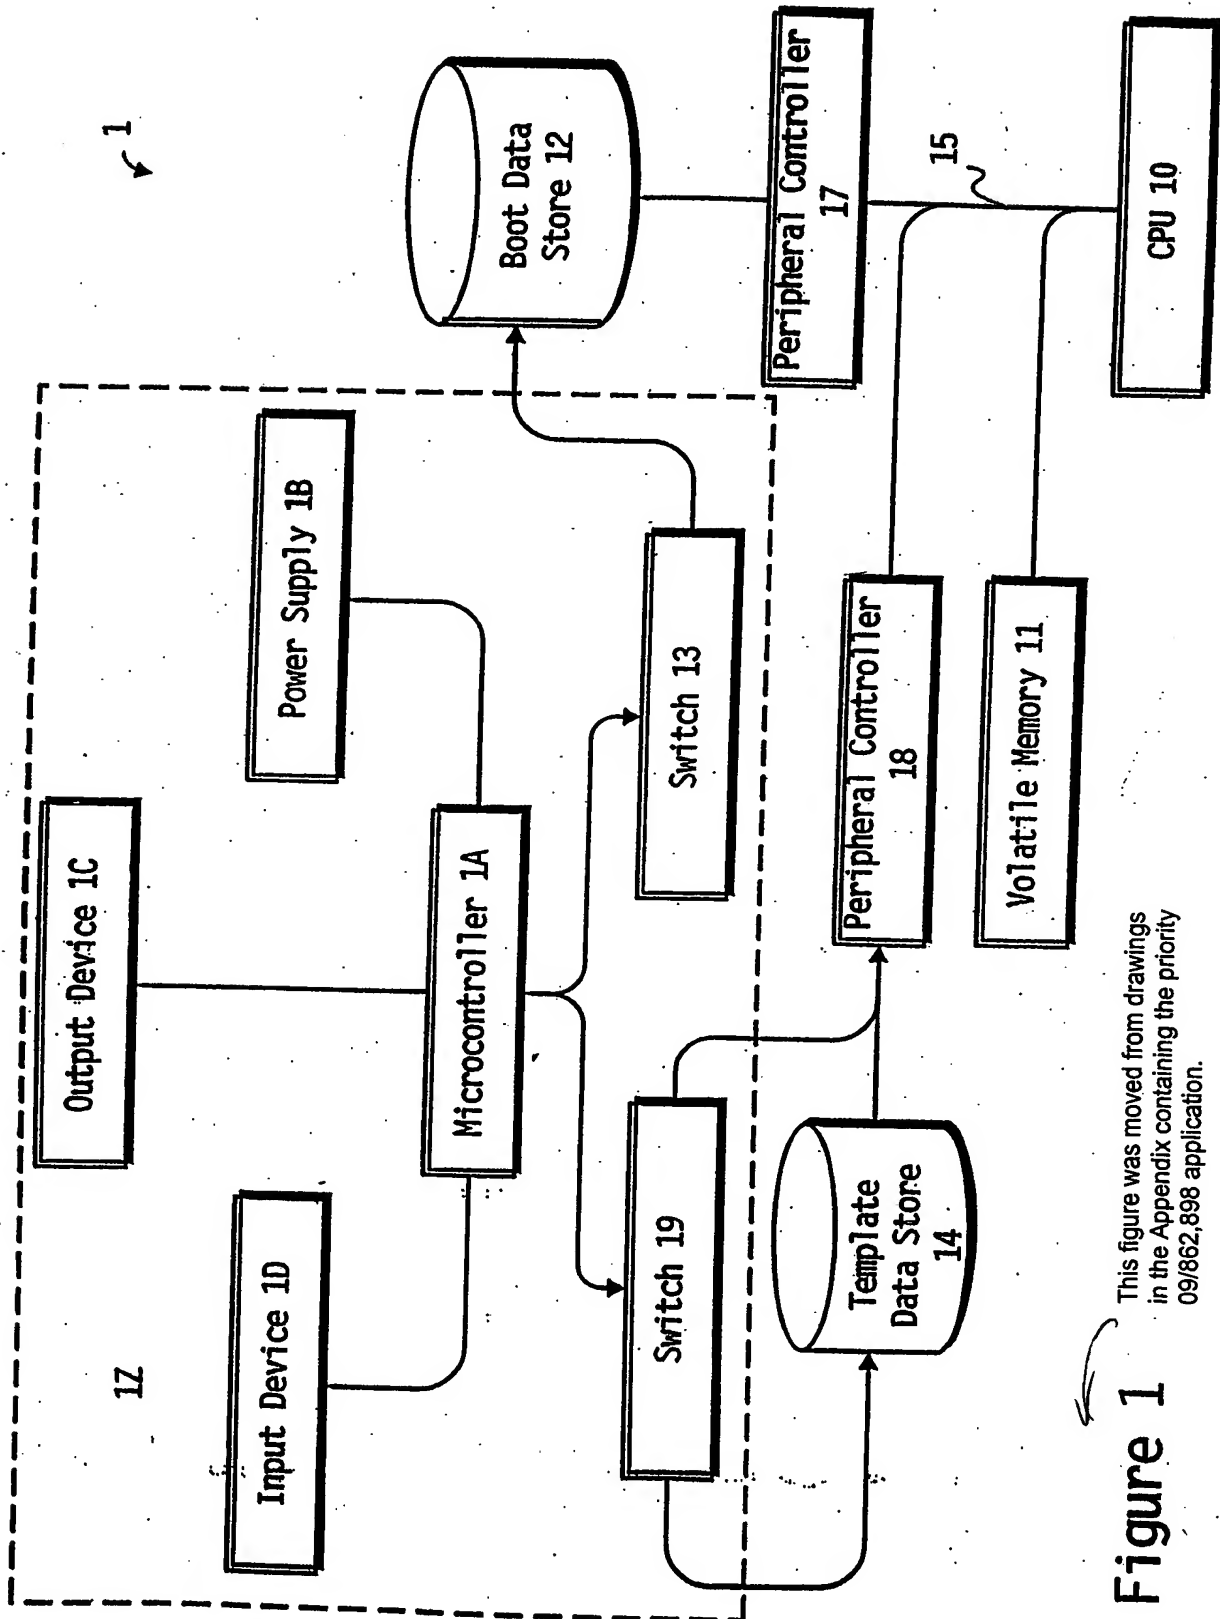 1
1Z
Output Device 1C
Input Device 1D
Power Supply 1B
Microcontroller 1A
Boot Data
Store 12
Switch 19
Switch 13
Template
Data Store
14
Peripheral Controller
18
Peripheral Controller
17
15
Volatile Memory 11
CPU 10
Figure 1
This figure was moved from drawings
in the Appendix containing the priority
09/862,898 application.